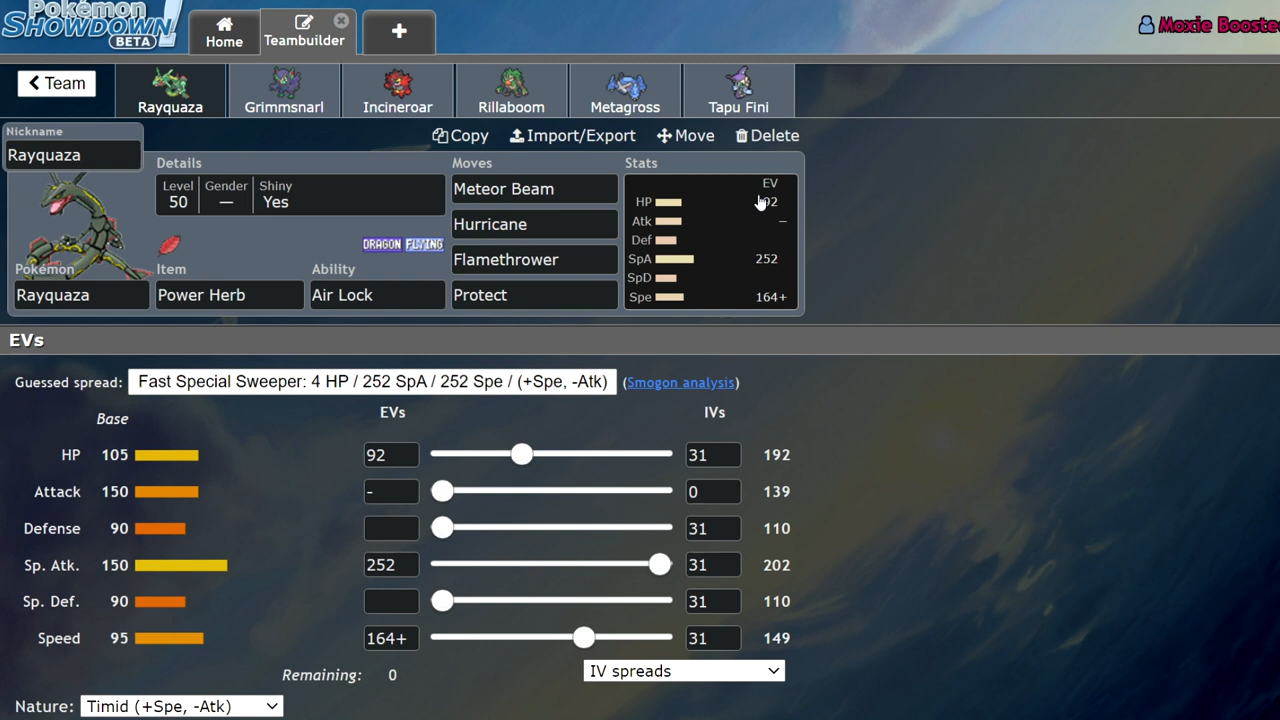 Pokémon
SHOWDOWN!
BETA
Home
Teambuilder
+
Moxie Booste
Team
Rayquaza
Grimmsnarl
Incineroar
Rillaboom
Metagross
Tapu Fini
Copy
Import/Export
Move
Delete
Nickname
Rayquaza
Details
Level
50
Gender
—
Shiny
Yes
DRAGON
FLYING
Pokémon
Rayquaza
Item
Power Herb
Ability
Air Lock
Moves
Meteor Beam
Hurricane
Flamethrower
Protect
Stats
EV
HP
Atk –
Def
SpA 252
SpD
Spe 164+
EVs
Guessed spread: Fast Special Sweeper: 4 HP / 252 SpA / 252 Spe / (+Spe, -Atk) (Smogon analysis)
Base EVs IVs
HP 105 92 31 192
Attack 150 - 0 139
Defense 90 31 110
Sp. Atk. 150 252 31 202
Sp. Def. 90 31 110
Speed 95 164+ 31 149
Remaining: 0
IV spreads
Nature: Timid (+Spe, -Atk)